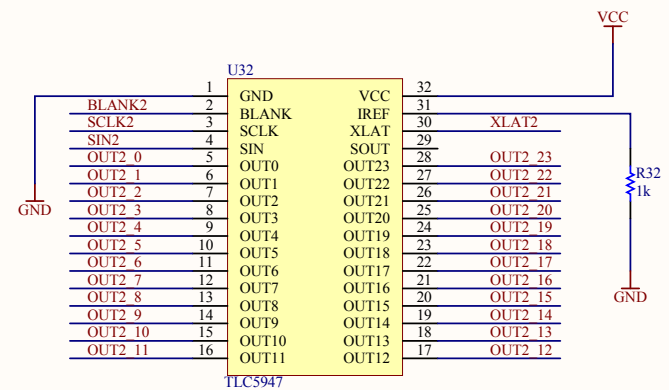 VCC
U32
1 GND VCC 32
BLANK2 2 BLANK IREF 31
SCLK2 3 SCLK XLAT 30 XLAT2
SIN2 4 SIN SOUT 29
OUT2_0 5 OUT0 OUT23 28 OUT2_23
OUT2_1 6 OUT1 OUT22 27 OUT2_22
OUT2_2 7 OUT2 OUT21 26 OUT2_21
OUT2_3 8 OUT3 OUT20 25 OUT2_20
OUT2_4 9 OUT4 OUT19 24 OUT2_19
OUT2_5 10 OUT5 OUT18 23 OUT2_18
OUT2_6 11 OUT6 OUT17 22 OUT2_17
OUT2_7 12 OUT7 OUT16 21 OUT2_16
OUT2_8 13 OUT8 OUT15 20 OUT2_15
OUT2_9 14 OUT9 OUT14 19 OUT2_14
OUT2_10 15 OUT10 OUT13 18 OUT2_13
OUT2_11 16 OUT11 OUT12 17 OUT2_12
TLC5947
GND
R32
1k
GND